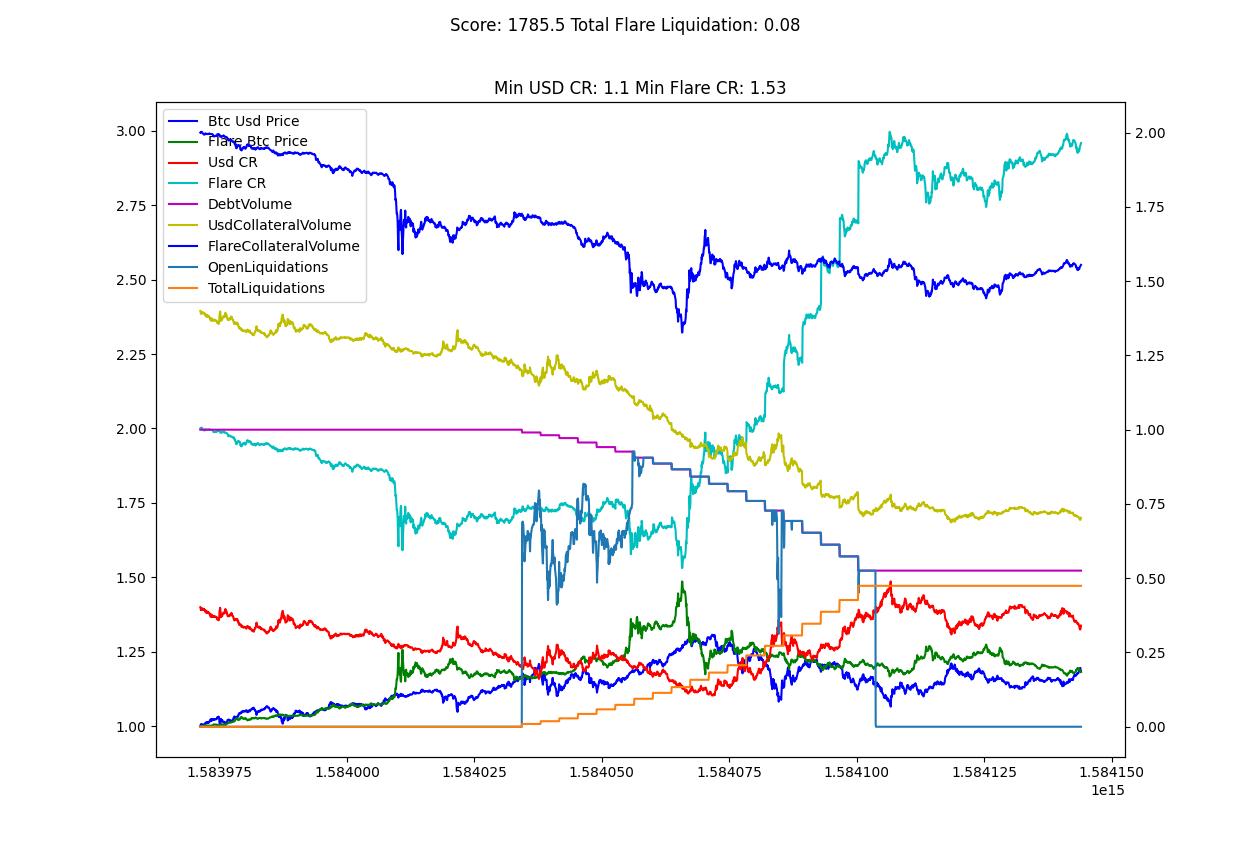 Score: 1785.5 Total Flare Liquidation: 0.08
Min USD CR: 1.1 Min Flare CR: 1.53
Btc Usd Price
Flare Btc Price
Usd CR
Flare CR
DebtVolume
UsdCollateralVolume
FlareCollateralVolume
OpenLiquidations
TotalLiquidations
3.00
2.75
2.50
2.25
2.00
1.75
1.50
1.25
1.00
2.00
1.75
1.50
1.25
1.00
0.75
0.50
0.25
0.00
1.583975 1.584000 1.584025 1.584050 1.584075 1.584100 1.584125 1.584150
1e15